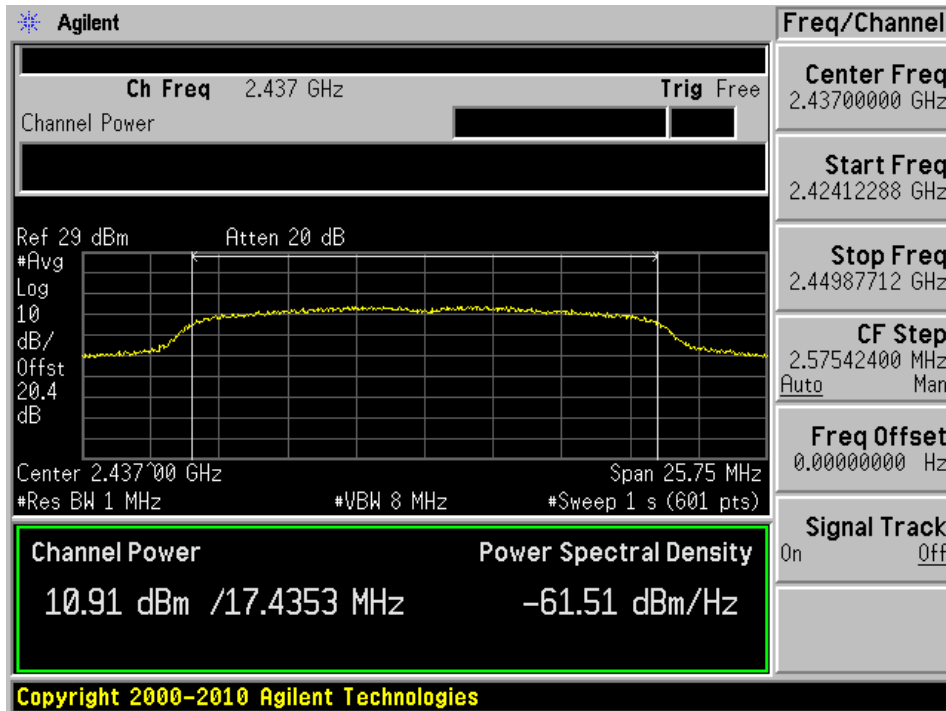 Agilent
Freq/Channel
Ch Freq 2.437 GHz Trig Free
Channel Power
Center Freq
2.43700000 GHz
Start Freq
2.42412288 GHz
Stop Freq
2.44987712 GHz
CF Step
2.57542400 MHz
Auto Man
Freq Offset
0.00000000 Hz
Signal Track
On Off
Ref 29 dBm Atten 20 dB
#Avg
Log
10
dB/
Offst
20.4
dB
Center 2.437 00 GHz Span 25.75 MHz
#Res BW 1 MHz #VBW 8 MHz #Sweep 1 s (601 pts)
Channel Power Power Spectral Density
10.91 dBm /17.4353 MHz -61.51 dBm/Hz
Copyright 2000-2010 Agilent Technologies